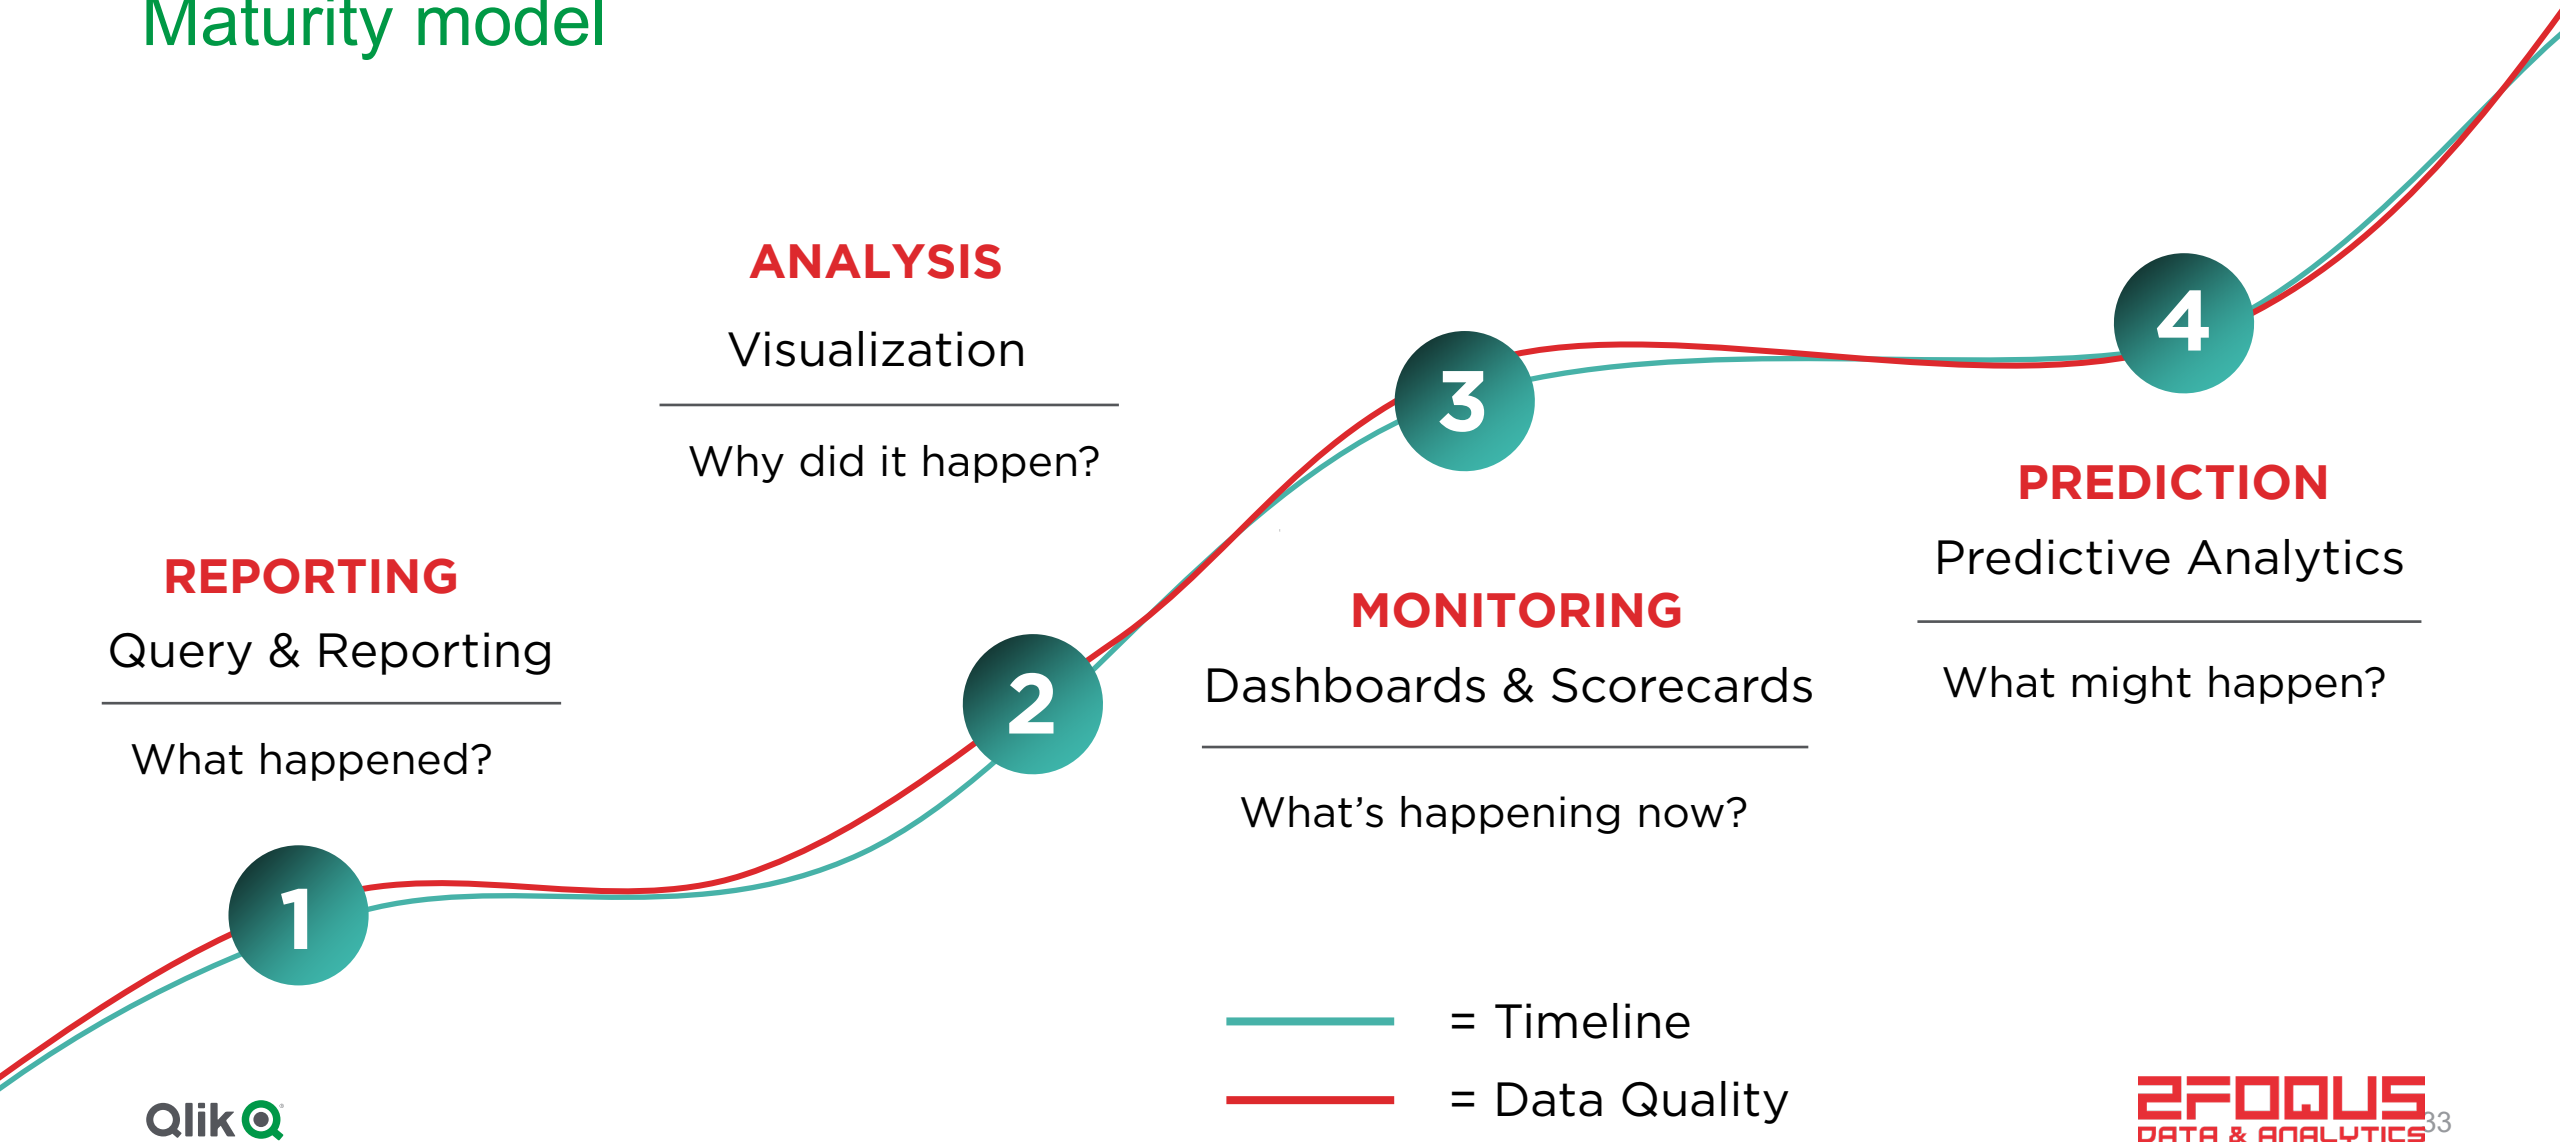 Maturity model
ANALYSIS
Visualization
Why did it happen?
REPORTING
Query & Reporting
What happened?
1
2
3
4
MONITORING
Dashboards & Scorecards
What's happening now?
PREDICTION
Predictive Analytics
What might happen?
= Timeline
= Data Quality
Qlik
2FOQUS
DATA & ANALYTICS
33